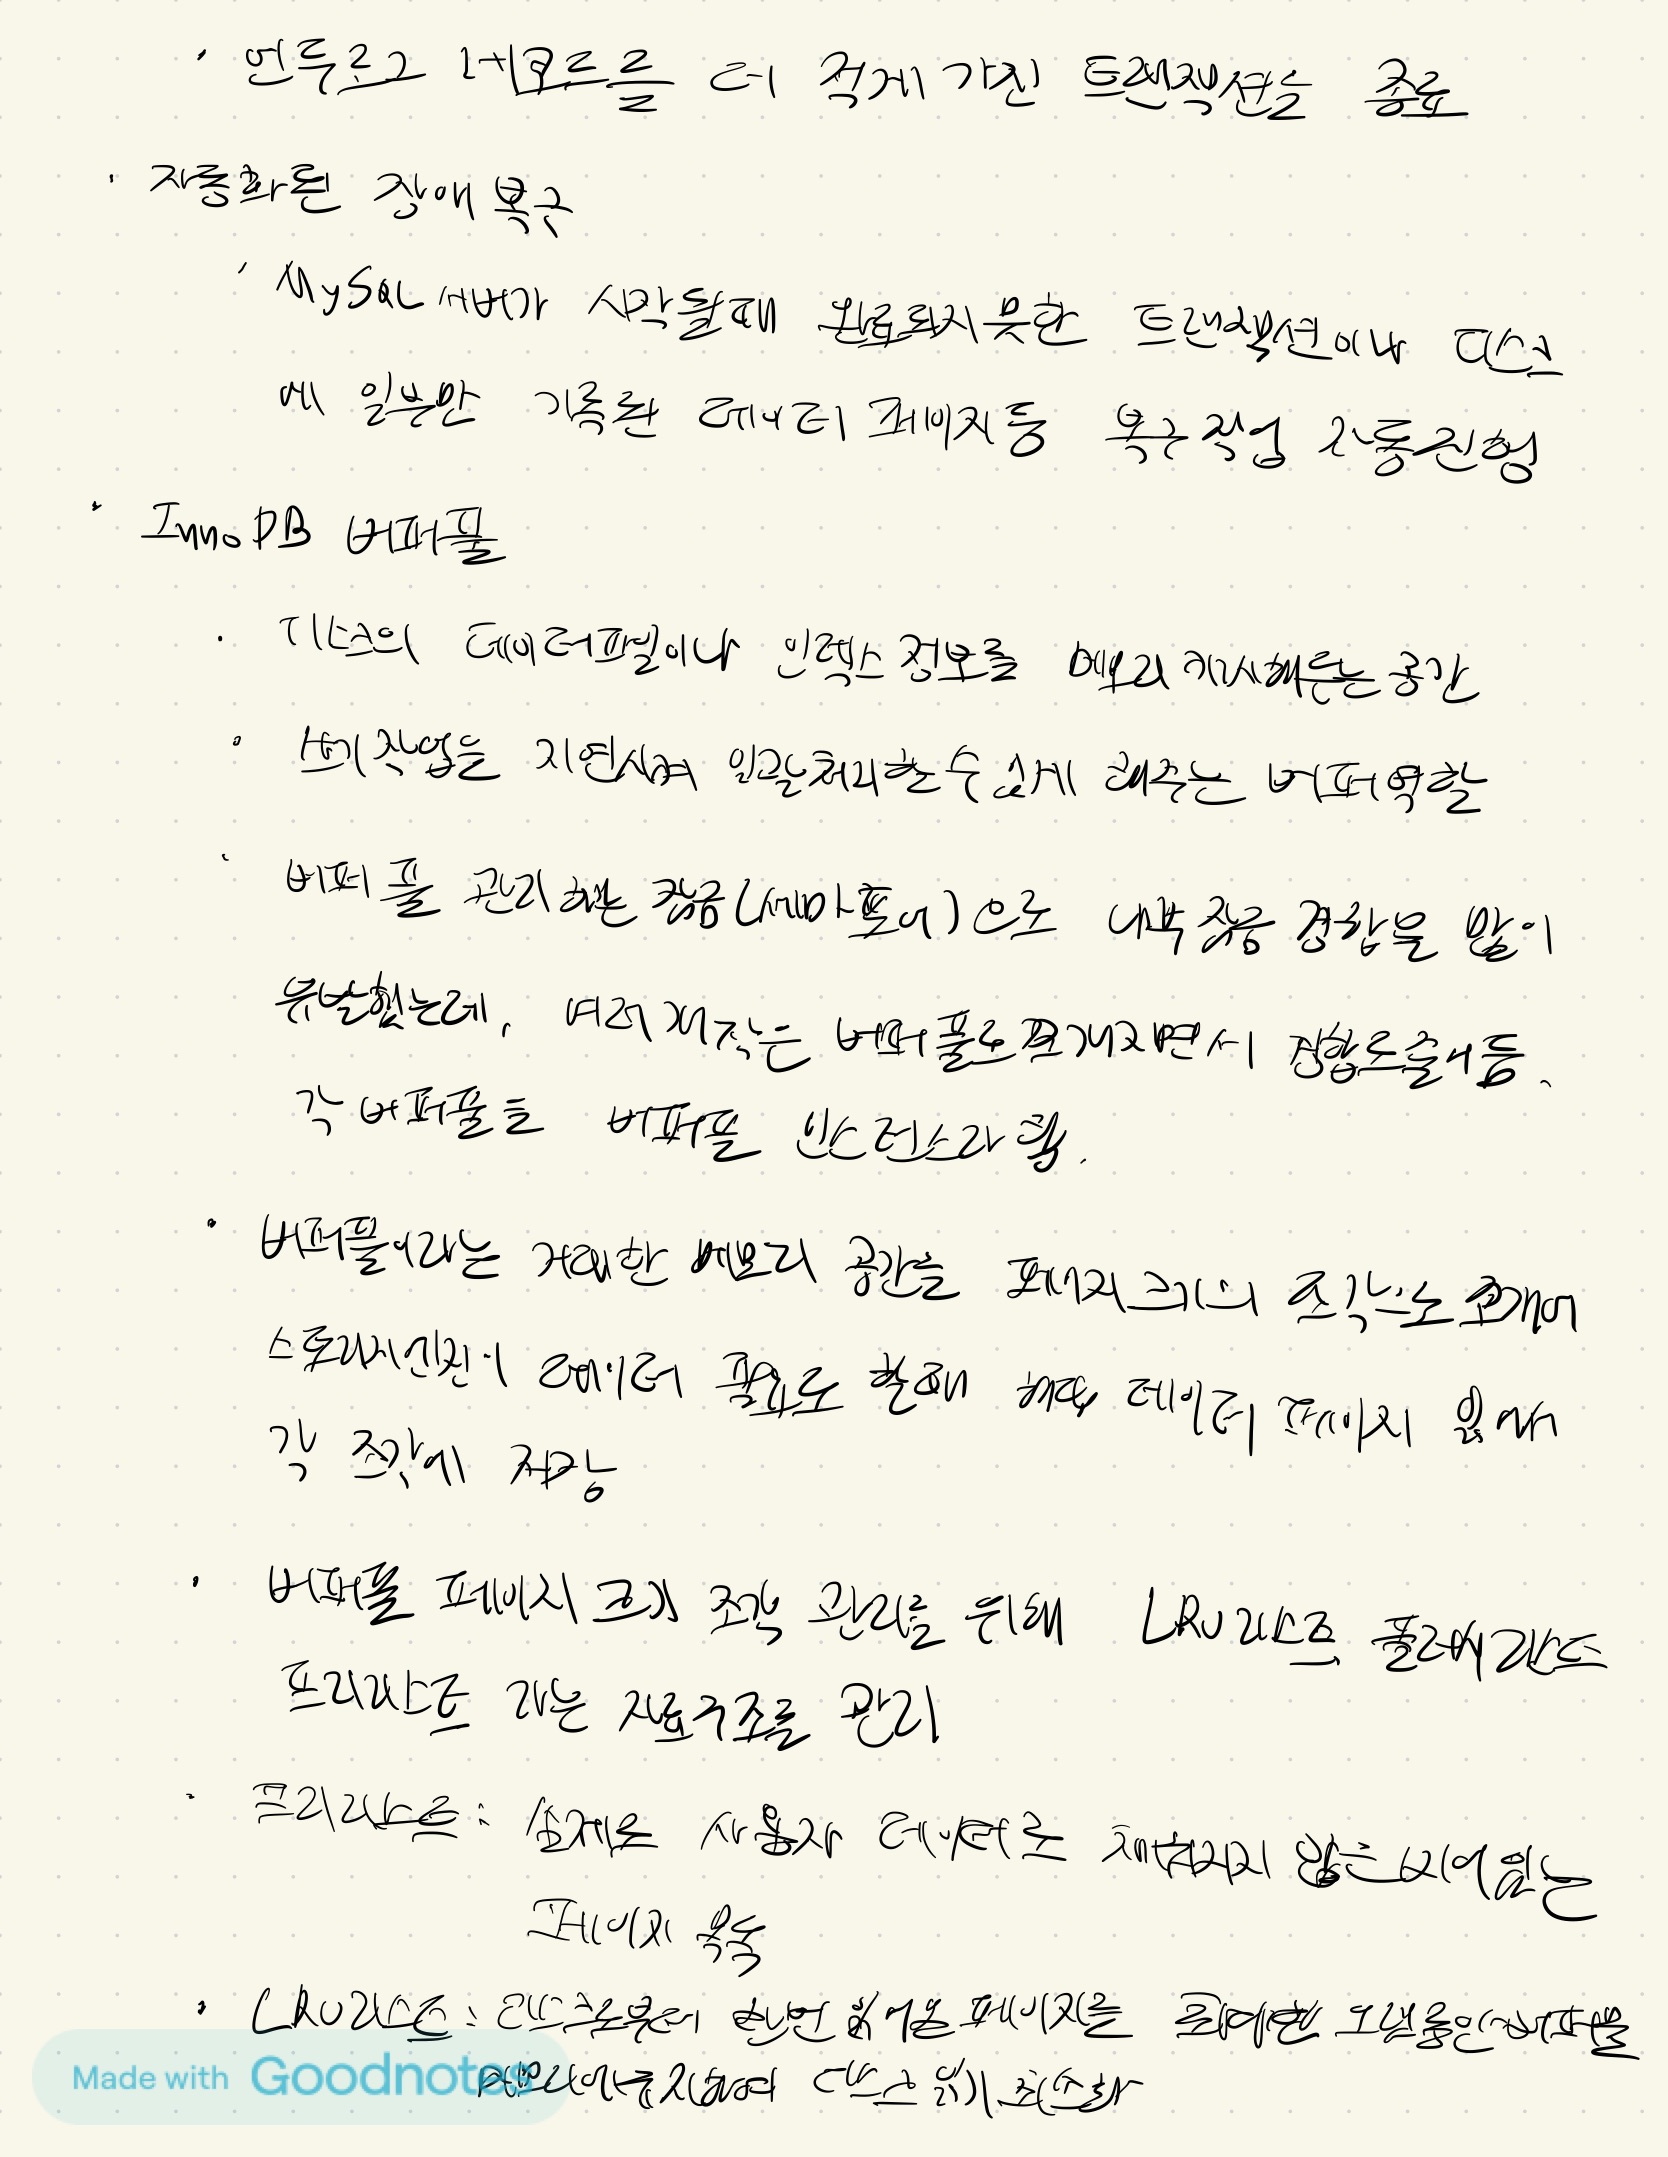 · 언두로그 레코드를 더 적게 가진 트랜잭션을 종료
· 자동화된 장애 복구
· MySQL 서버가 시작될때 완료되지못한 트랜잭션이나 디스크
에 일부만 기록된 데이터 페이지등 복구작업 자동진행
· InnoDB 버퍼풀
· 디스크의 데이터파일이나 인덱스정보를 메모리 캐시해두는 공간
· 쓰기작업을 지연시켜 일괄처리할수 있게 해주는 버퍼역할
· 버퍼 풀 관리하는 잠금(세마포어)으로 내부 잠금 경합을 많이
유발했는데, 여러개작은 버퍼풀로쪼개지면서 경합도줄어듬.
각 버퍼풀을 버퍼풀 인스턴스라 함.
· 버퍼풀이라는 거대한 메모리 공간을 페이지크기의 조각으로쪼개어
스토리지엔진이 데이터 필요로 할때 해당 데이터 페이지 읽어서
각 조각에 저장
· 버퍼풀 페이지 크기 조각 관리를 위해 LRU리스트 플러시리스트
프리리스트 라는 자료구조를 관리
· 프리리스트: 실제로 사용자 데이터로 채워지지 않은비어있는
페이지 목록
· LRU리스트: 디스크로부터 한번 읽어온 페이지를 최대한 오랫동안 버퍼풀
메모리에유지하여 디스크 읽기 최소화
Made with Goodnotes